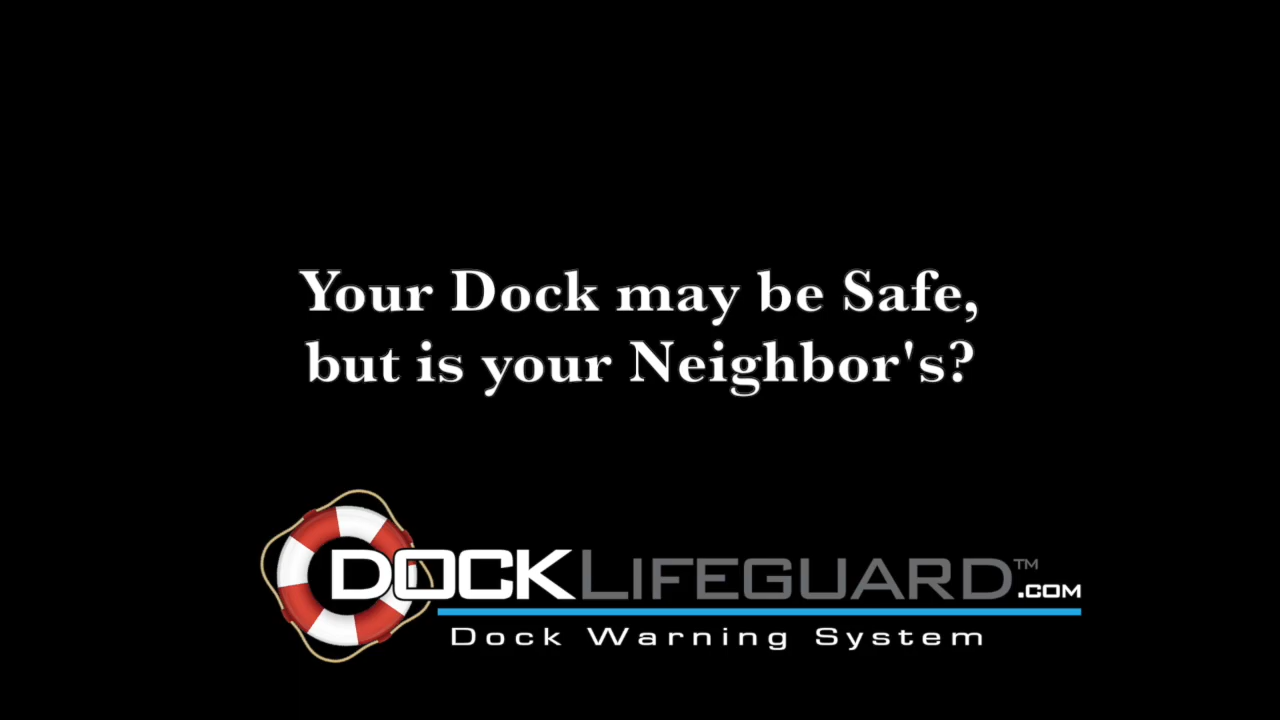 Your Dock may be Safe,
but is your Neighbor's?
DOCKLIFEGUARD™.COM
Dock Warning System